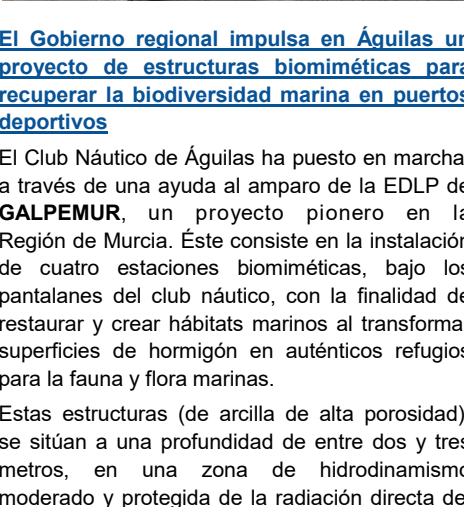 El Gobierno regional impulsa en Águilas un
proyecto de estructuras biomiméticas para
recuperar la biodiversidad marina en puertos
deportivos
El Club Náutico de Águilas ha puesto en marcha,
a través de una ayuda al amparo de la EDLP de
GALPEMUR, un proyecto pionero en la
Región de Murcia. Éste consiste en la instalación
de cuatro estaciones biomiméticas, bajo los
pantalanes del club náutico, con la finalidad de
restaurar y crear hábitats marinos al transformar
superficies de hormigón en auténticos refugios
para la fauna y flora marinas.
Estas estructuras (de arcilla de alta porosidad)
se sitúan a una profundidad de entre dos y tres
metros, en una zona de hidrodinamismo
moderado y protegida de la radiación directa de